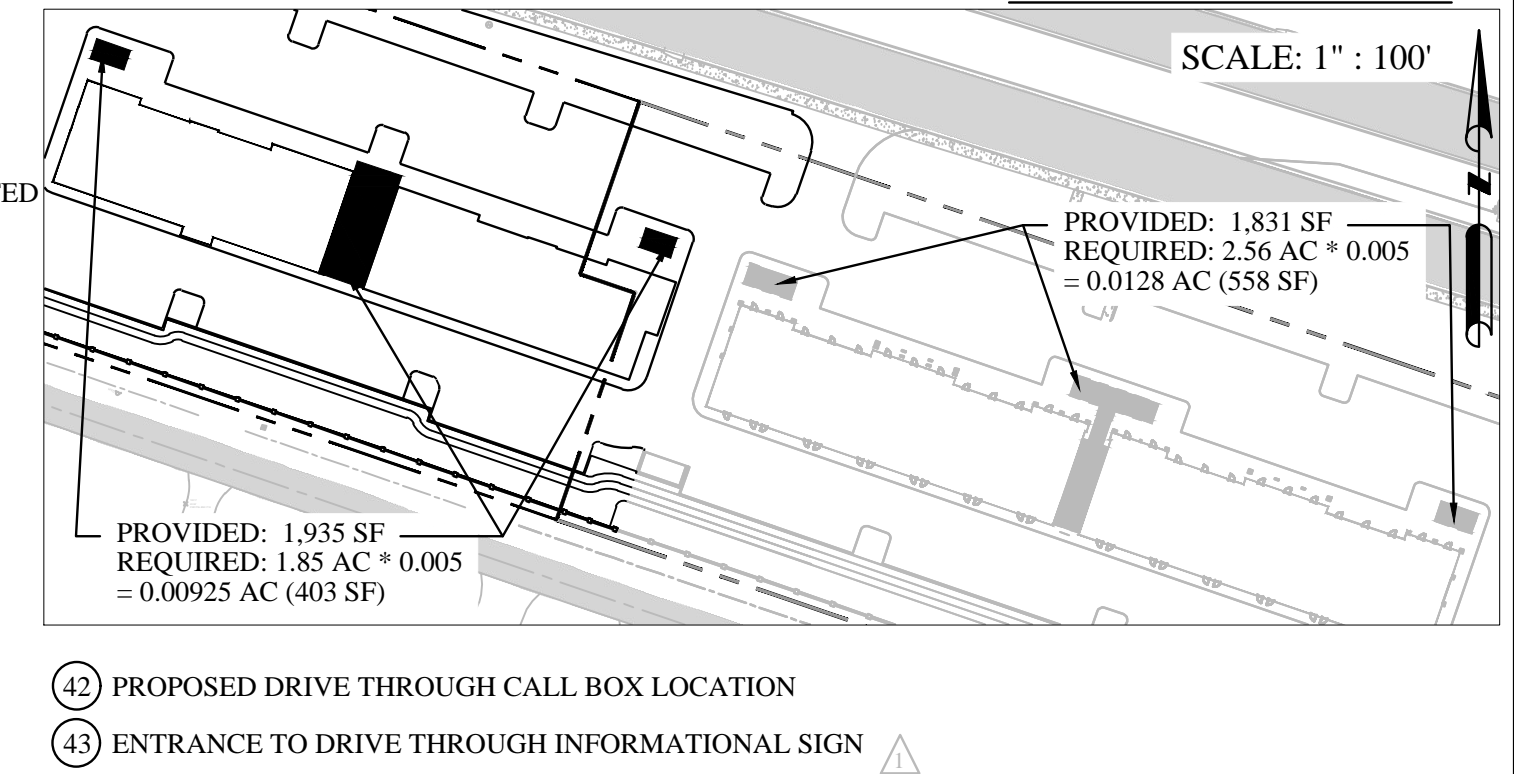 SCALE: 1" : 100'
N
PROVIDED: 1,831 SF
REQUIRED: 2.56 AC * 0.005
= 0.0128 AC (558 SF)
PROVIDED: 1,935 SF
REQUIRED: 1.85 AC * 0.005
= 0.00925 AC (403 SF)
42 PROPOSED DRIVE THROUGH CALL BOX LOCATION
43 ENTRANCE TO DRIVE THROUGH INFORMATIONAL SIGN
1